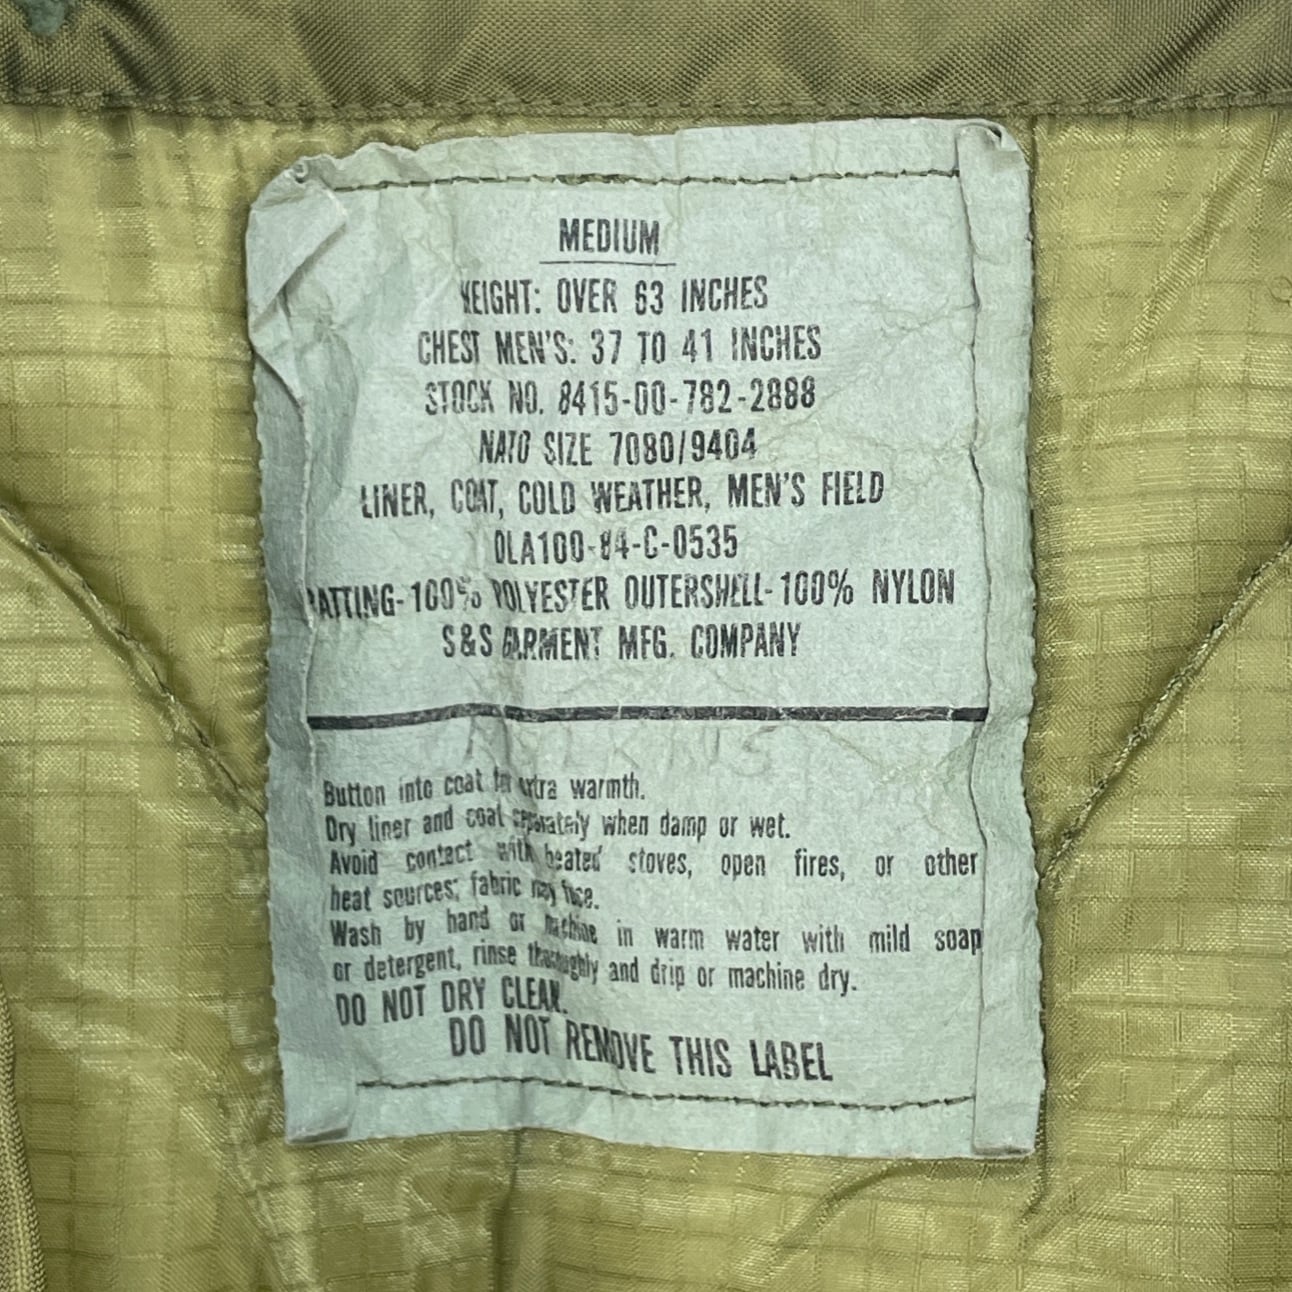 MEDIUM
HEIGHT: OVER 63 INCHES
CHEST MEN'S: 37 TO 41 INCHES
STOCK NO. 8415-00-782-2888
NATO SIZE 7080/9404
LINER, COAT, COLD WEATHER, MEN'S FIELD
DLA100-84-C-0535
BATTING-100% POLYESTER OUTERSHELL-100% NYLON
S&S GARMENT MFG. COMPANY
Button into coat for extra warmth.
Dry liner and coat separately when damp or wet.
Avoid contact with heated stoves, open fires, or other
heat sources; fabric may fuse.
Wash by hand or machine in warm water with mild soap
or detergent, rinse thoroughly and drip or machine dry.
DO NOT DRY CLEAN.
DO NOT REMOVE THIS LABEL